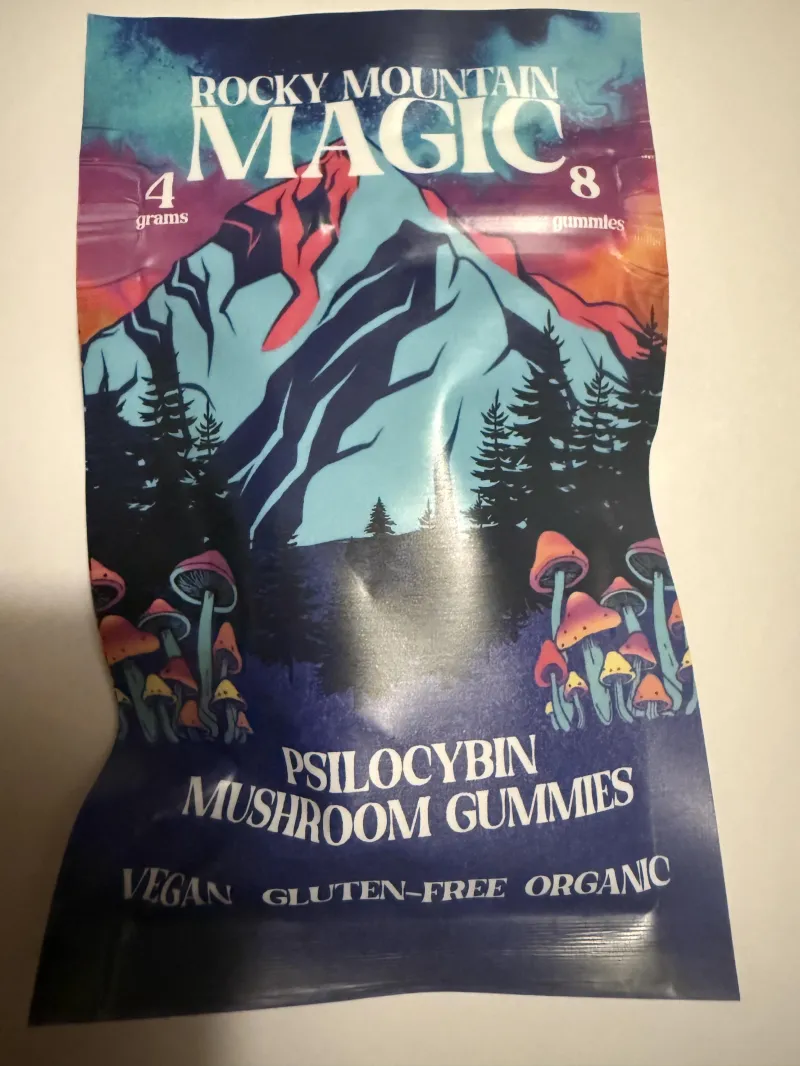 ROCKY MOUNTAIN
MAGIC
4
grams
8
gummies
PSILOCYBIN
MUSHROOM GUMMIES
VEGAN GLUTEN-FREE ORGANIC